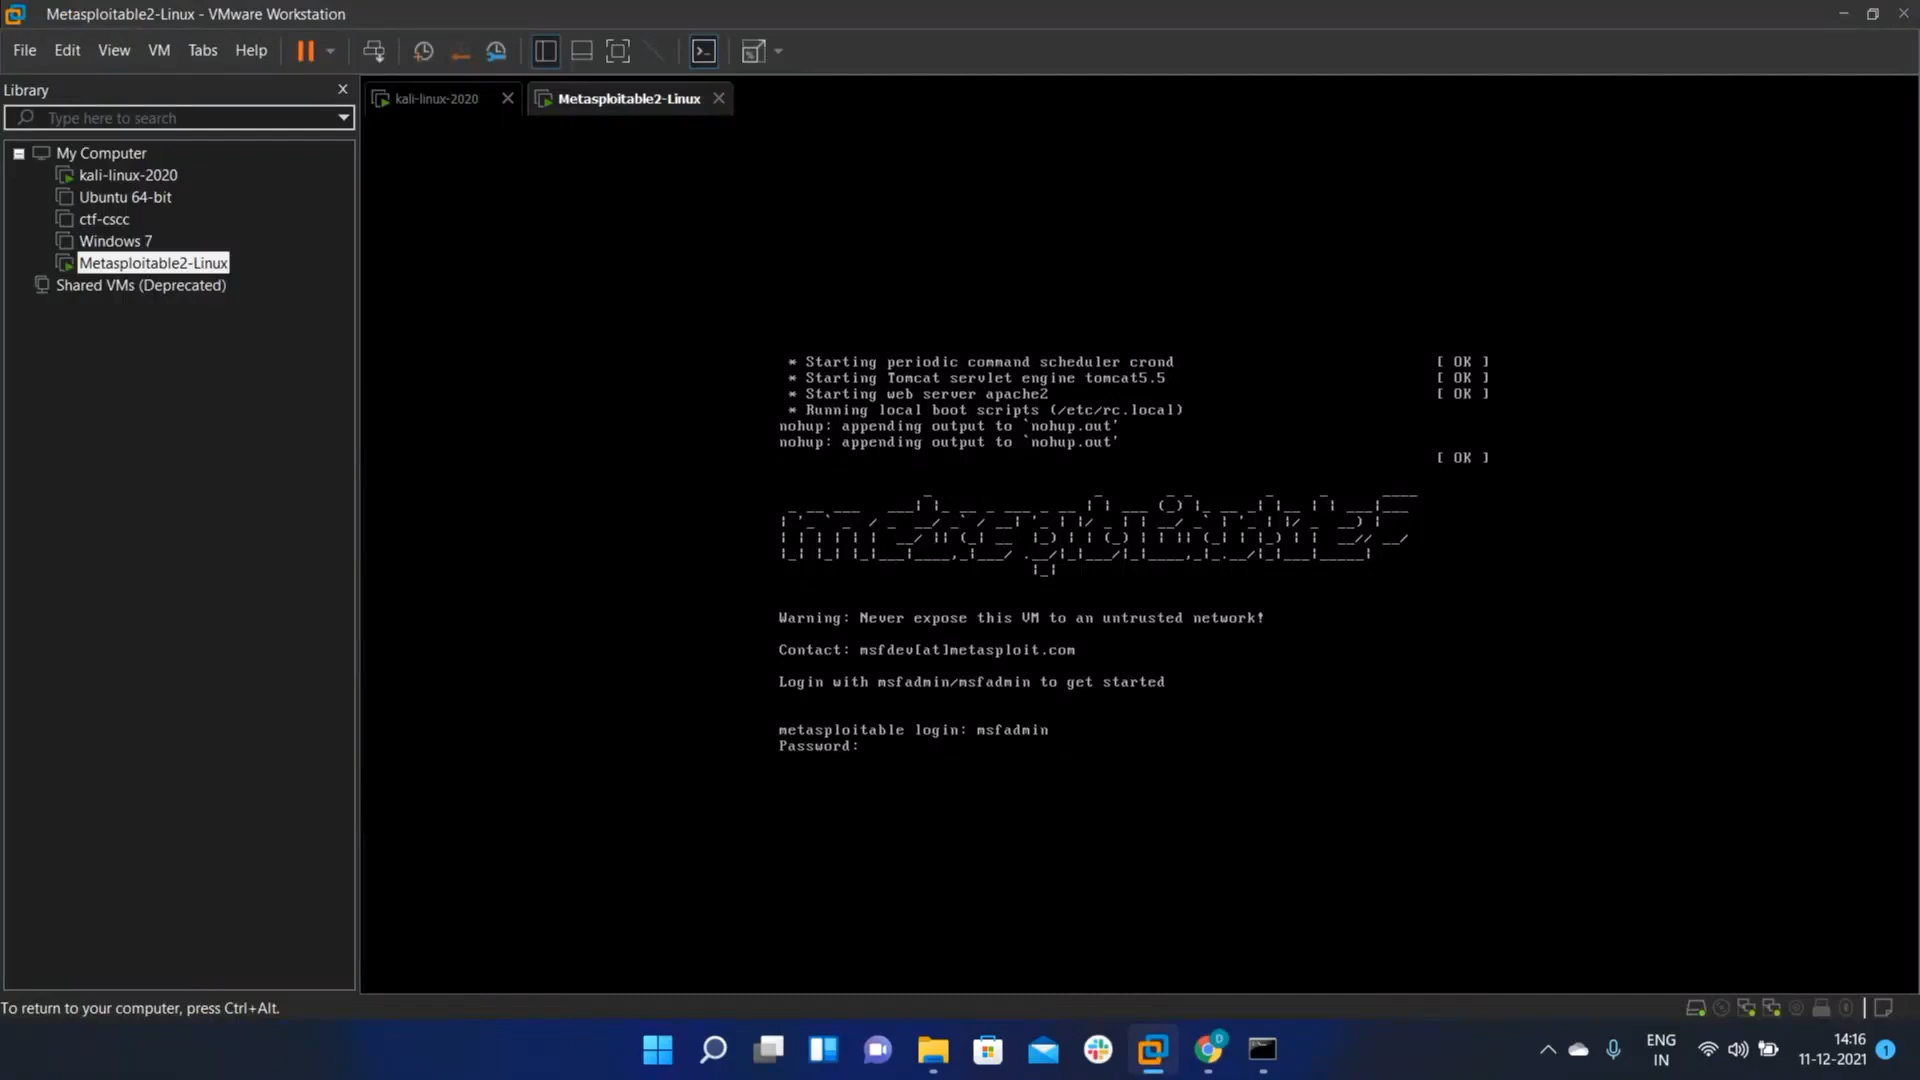 Metasploitable2-Linux - VMware Workstation
File Edit View VM Tabs Help
Library
Type here to search
My Computer
kali-linux-2020
Ubuntu 64-bit
ctf-cscc
Windows 7
Metasploitable2-Linux
Shared VMs (Deprecated)
kali-linux-2020
Metasploitable2-Linux
* Starting periodic command scheduler crond [ OK ]
* Starting Tomcat servlet engine tomcat5.5 [ OK ]
* Starting web server apache2 [ OK ]
* Running local boot scripts (/etc/rc.local)
nohup: appending output to `nohup.out'
nohup: appending output to `nohup.out'
[ OK ]
metasploitable2
Warning: Never expose this VM to an untrusted network!
Contact: msfdev[at]metasploit.com
Login with msfadmin/msfadmin to get started
metasploitable login: msfadmin
Password:
To return to your computer, press Ctrl+Alt.
D
ENG
IN
14:16
11-12-2021
1